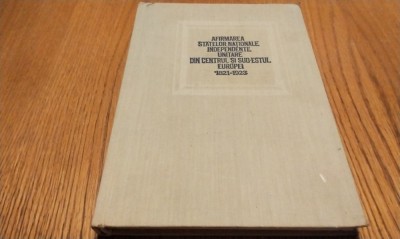 AFIRMAREA
STATELOR NAȚIONALE
INDEPENDENTE,
UNITARE,
DIN CENTRUL ȘI SUD-ESTUL
EUROPEI
1821-1923